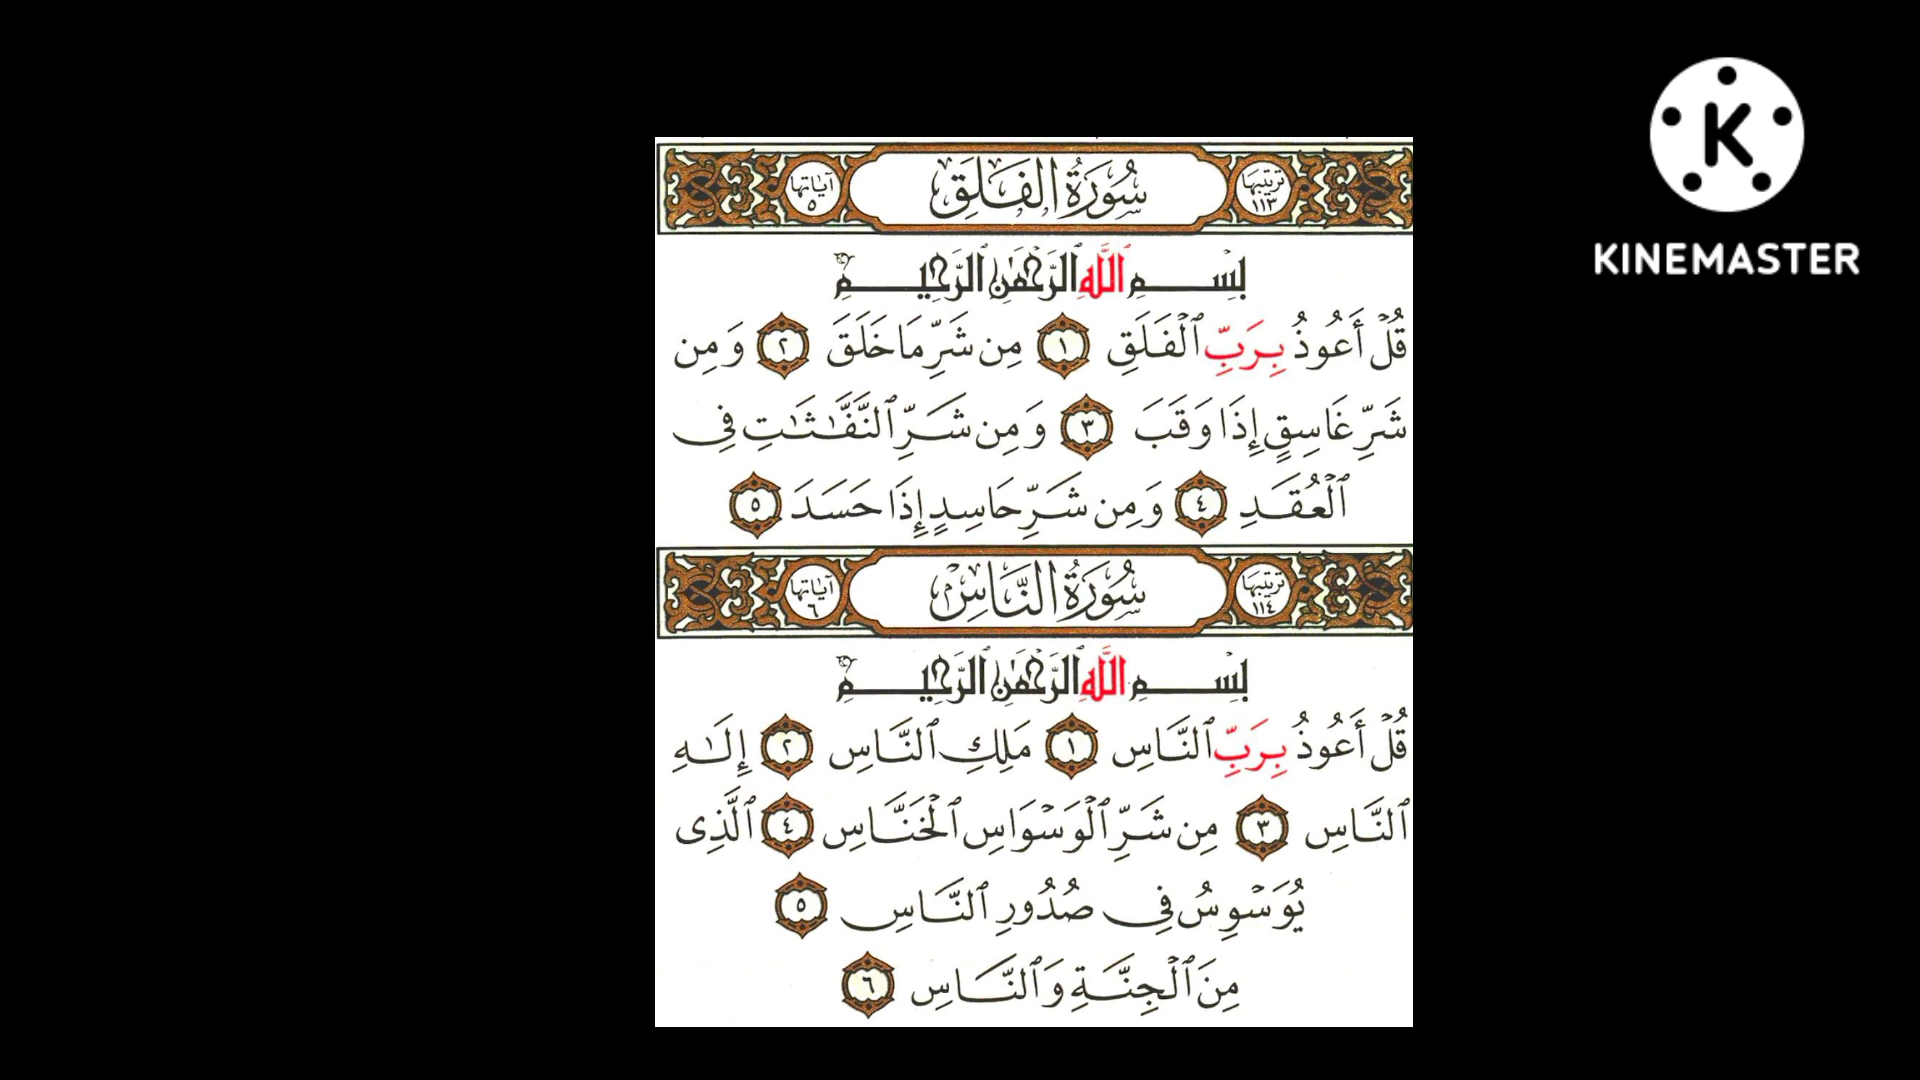 سُورَةُ الفَلَقِ
ترتيبها ١١٣
آياتها ٥
بِسْمِ ٱللَّهِ ٱلرَّحْمَٰنِ ٱلرَّحِيمِ
قُلْ أَعُوذُ بِرَبِّ ٱلْفَلَقِ ١ مِن شَرِّ مَا خَلَقَ ٢ وَمِن
شَرِّ غَاسِقٍ إِذَا وَقَبَ ٣ وَمِن شَرِّ ٱلنَّفَّٰثَٰتِ فِى
ٱلْعُقَدِ ٤ وَمِن شَرِّ حَاسِدٍ إِذَا حَسَدَ ٥
سُورَةُ النَّاسِ
ترتيبها ١١٤
آياتها ٦
بِسْمِ ٱللَّهِ ٱلرَّحْمَٰنِ ٱلرَّحِيمِ
قُلْ أَعُوذُ بِرَبِّ ٱلنَّاسِ ١ مَلِكِ ٱلنَّاسِ ٢ إِلَٰهِ
ٱلنَّاسِ ٣ مِن شَرِّ ٱلْوَسْوَاسِ ٱلْخَنَّاسِ ٤ ٱلَّذِى
يُوَسْوِسُ فِى صُدُورِ ٱلنَّاسِ ٥
مِنَ ٱلْجِنَّةِ وَٱلنَّاسِ ٦
K
KINEMASTER